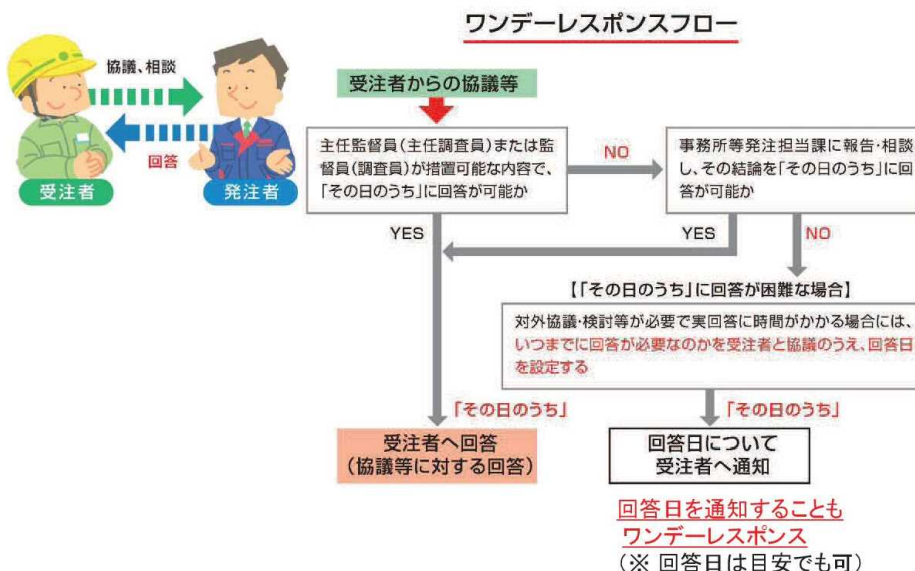 ワンデーレスポンスフロー
協議、相談
回答
受注者
発注者
受注者からの協議等
主任監督員(主任調査員)または監
督員(調査員)が措置可能な内容で、
「その日のうち」に回答が可能か
NO
事務所等発注担当課に報告・相談
し、その結論を「その日のうち」に回
答が可能か
YES
YES
NO
【「その日のうち」に回答が困難な場合】
対外協議・検討等が必要で実回答に時間がかかる場合には、
いつまでに回答が必要なのかを受注者と協議のうえ、回答日
を設定する
「その日のうち」
「その日のうち」
受注者へ回答
(協議等に対する回答)
回答日について
受注者へ通知
回答日を通知することも
ワンデーレスポンス
(※ 回答日は目安でも可)